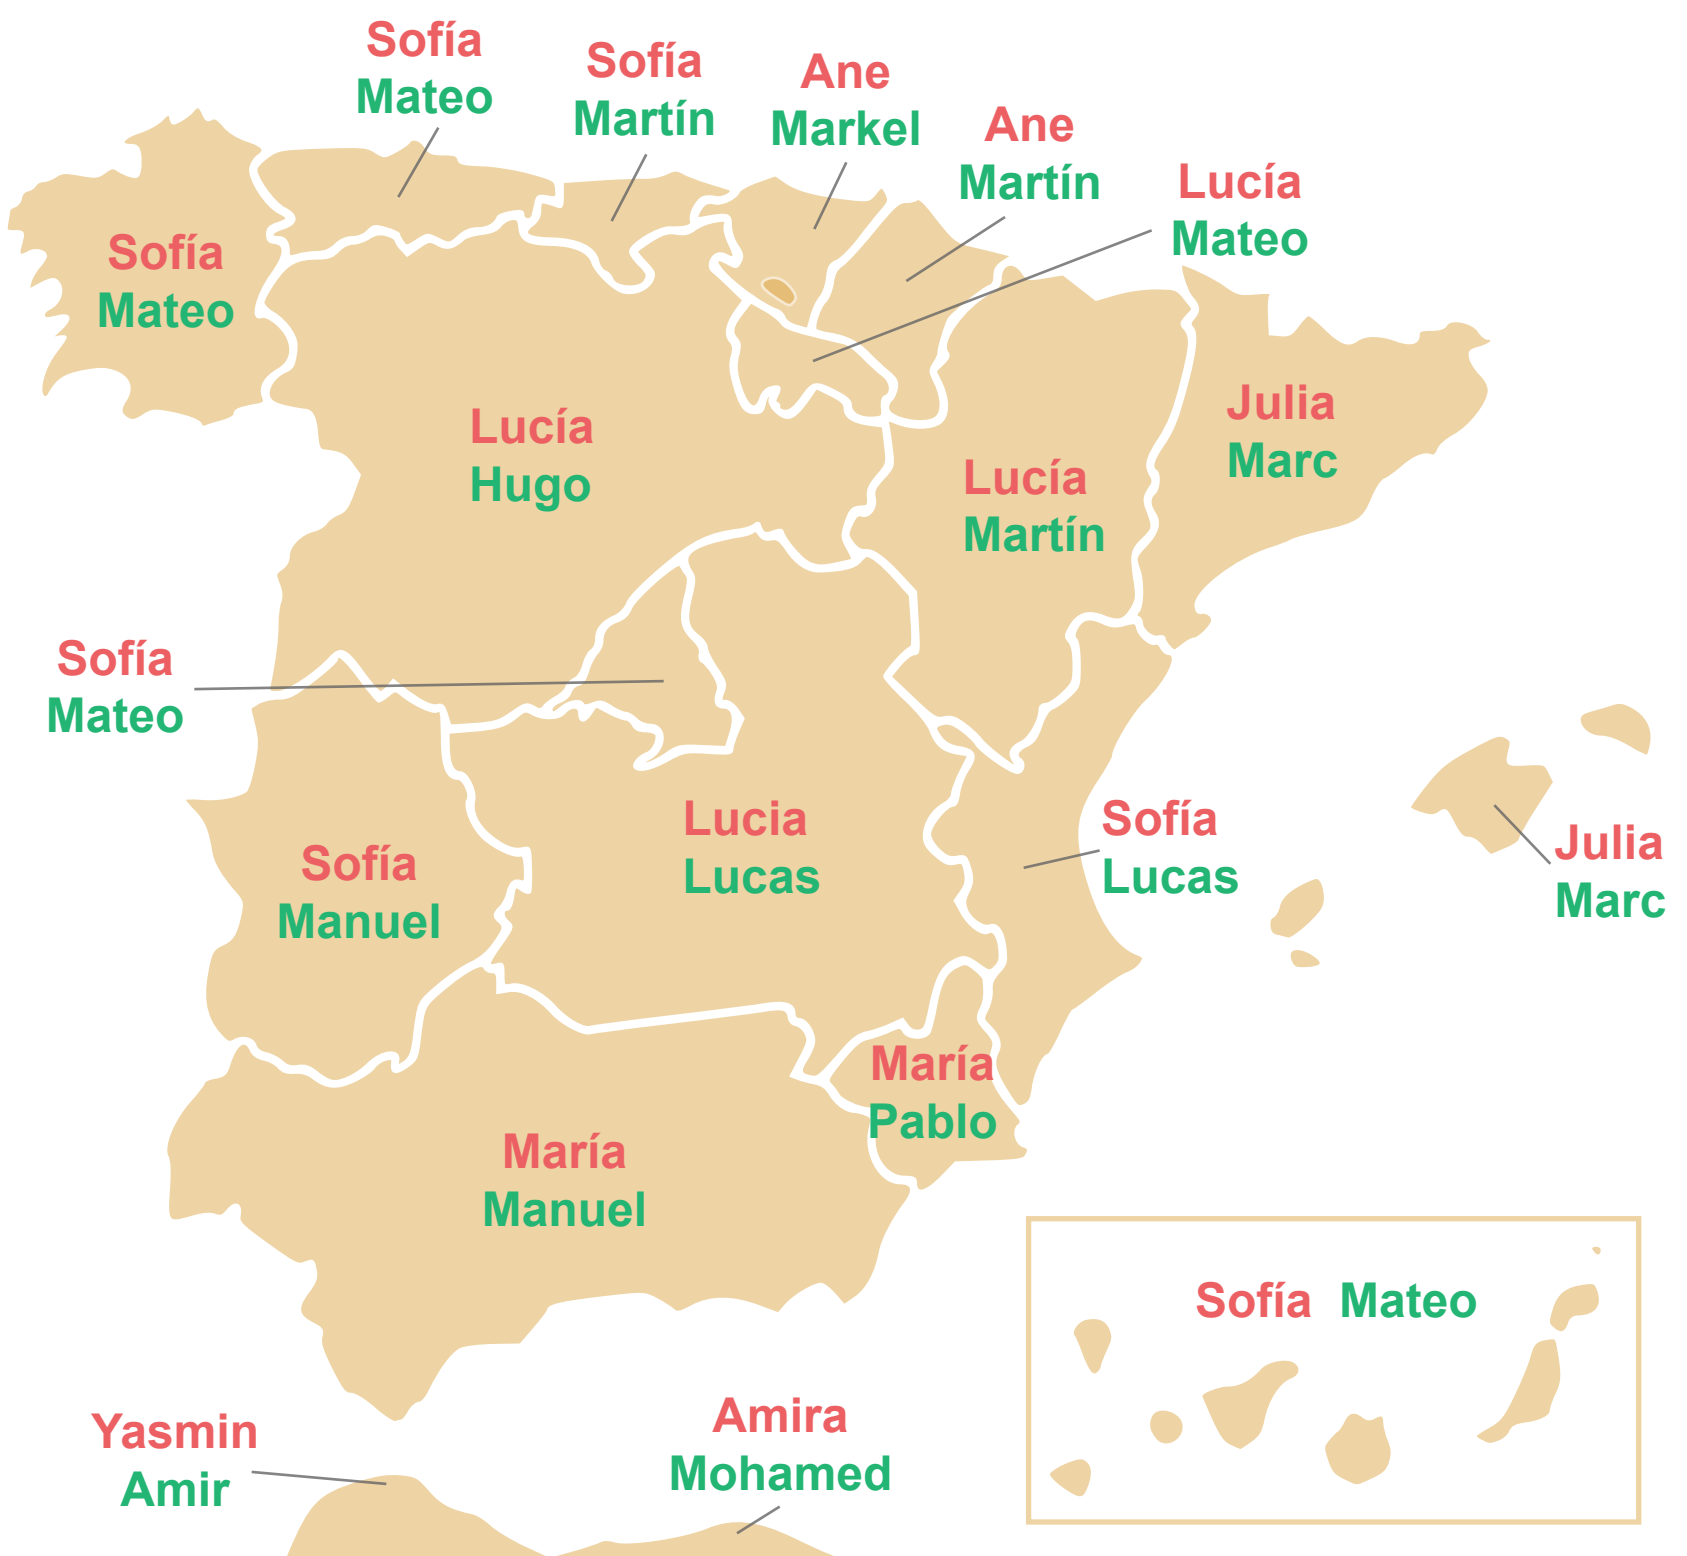 Sofía
Mateo
Sofía
Martín
Ane
Markel
Ane
Martín
Lucía
Mateo
Sofía
Mateo
Julia
Marc
Lucía
Hugo
Lucía
Martín
Sofía
Mateo
Lucia
Lucas
Sofía
Lucas
Julia
Marc
Sofía
Manuel
María
Pablo
María
Manuel
Sofía Mateo
Yasmin
Amir
Amira
Mohamed